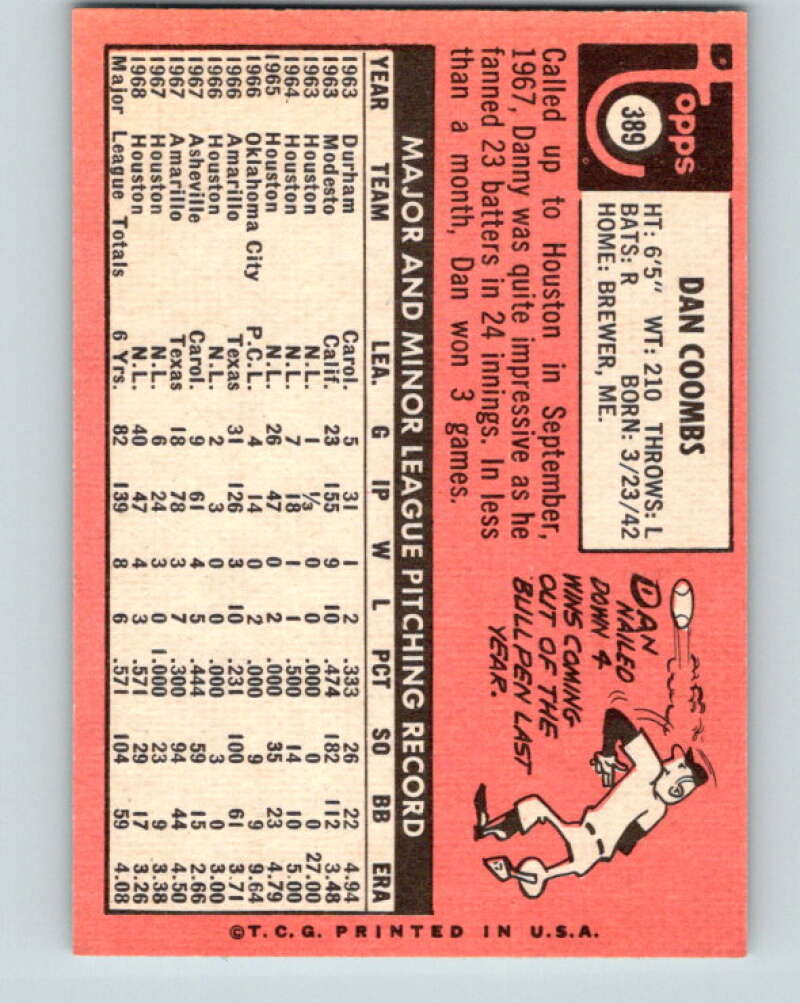 Topps
389
DAN COOMBS
HT: 6'5" WT: 210 THROWS: L
BATS: R BORN: 3/23/42
HOME: BREWER, ME.
Called up to Houston in September,
1967, Danny was quite impressive as he
fanned 23 batters in 24 innings. In less
than a month, Dan won 3 games.
DAN
NAILED
DOWN 4
WINS COMING
OUT OF THE
BULLPEN LAST
YEAR.
MAJOR AND MINOR LEAGUE PITCHING RECORD
YEAR TEAM LEA. G IP W L PCT SO BB ERA
1963 Durham Carol. 5 31 1 2 .333 26 22 4.94
1963 Modesto Calif. 23 155 9 10 .474 182 112 3.48
1963 Houston N.L. 1 ⅓ 0 0 .000 0 0 27.00
1964 Houston N.L. 7 18 1 1 .500 14 10 5.00
1965 Houston N.L. 26 47 0 2 .000 35 23 4.79
1966 Oklahoma City P.C.L. 4 14 0 2 .000 9 9 9.64
1966 Amarillo Texas 31 126 3 10 .231 100 61 3.71
1966 Houston N.L. 2 3 0 0 .000 3 0 3.00
1967 Asheville Carol. 9 61 4 5 .444 59 15 2.66
1967 Amarillo Texas 18 78 3 7 .300 94 44 4.50
1967 Houston N.L. 6 24 3 0 1.000 23 9 3.38
1968 Houston N.L. 40 47 4 3 .571 29 17 3.26
Major League Totals 6 Yrs. 82 139 8 6 .571 104 59 4.08
©T.C.G. PRINTED IN U.S.A.